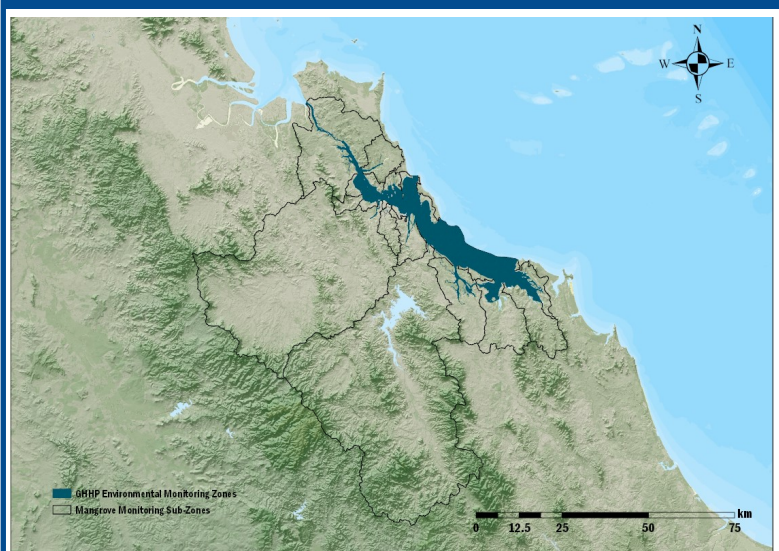 N
W E
S
GHHP Environmental Monitoring Zones
Mangrove Monitoring Sub-Zones
km
0 12.5 25 50 75